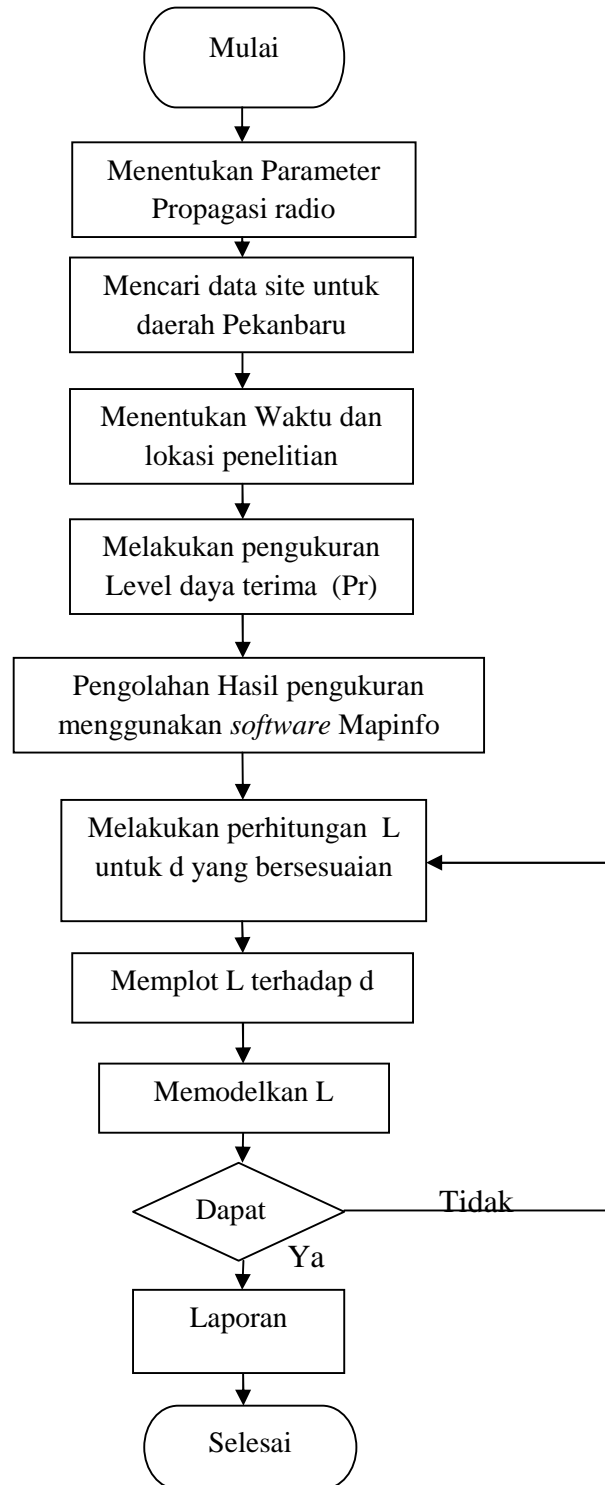 Mulai
Menentukan Parameter
Propagasi radio
Mencari data site untuk
daerah Pekanbaru
Menentukan Waktu dan
lokasi penelitian
Melakukan pengukuran
Level daya terima (Pr)
Pengolahan Hasil pengukuran
menggunakan software Mapinfo
Melakukan perhitungan L
untuk d yang bersesuaian
Memplot L terhadap d
Memodelkan L
Dapat
Tidak
Ya
Laporan
Selesai